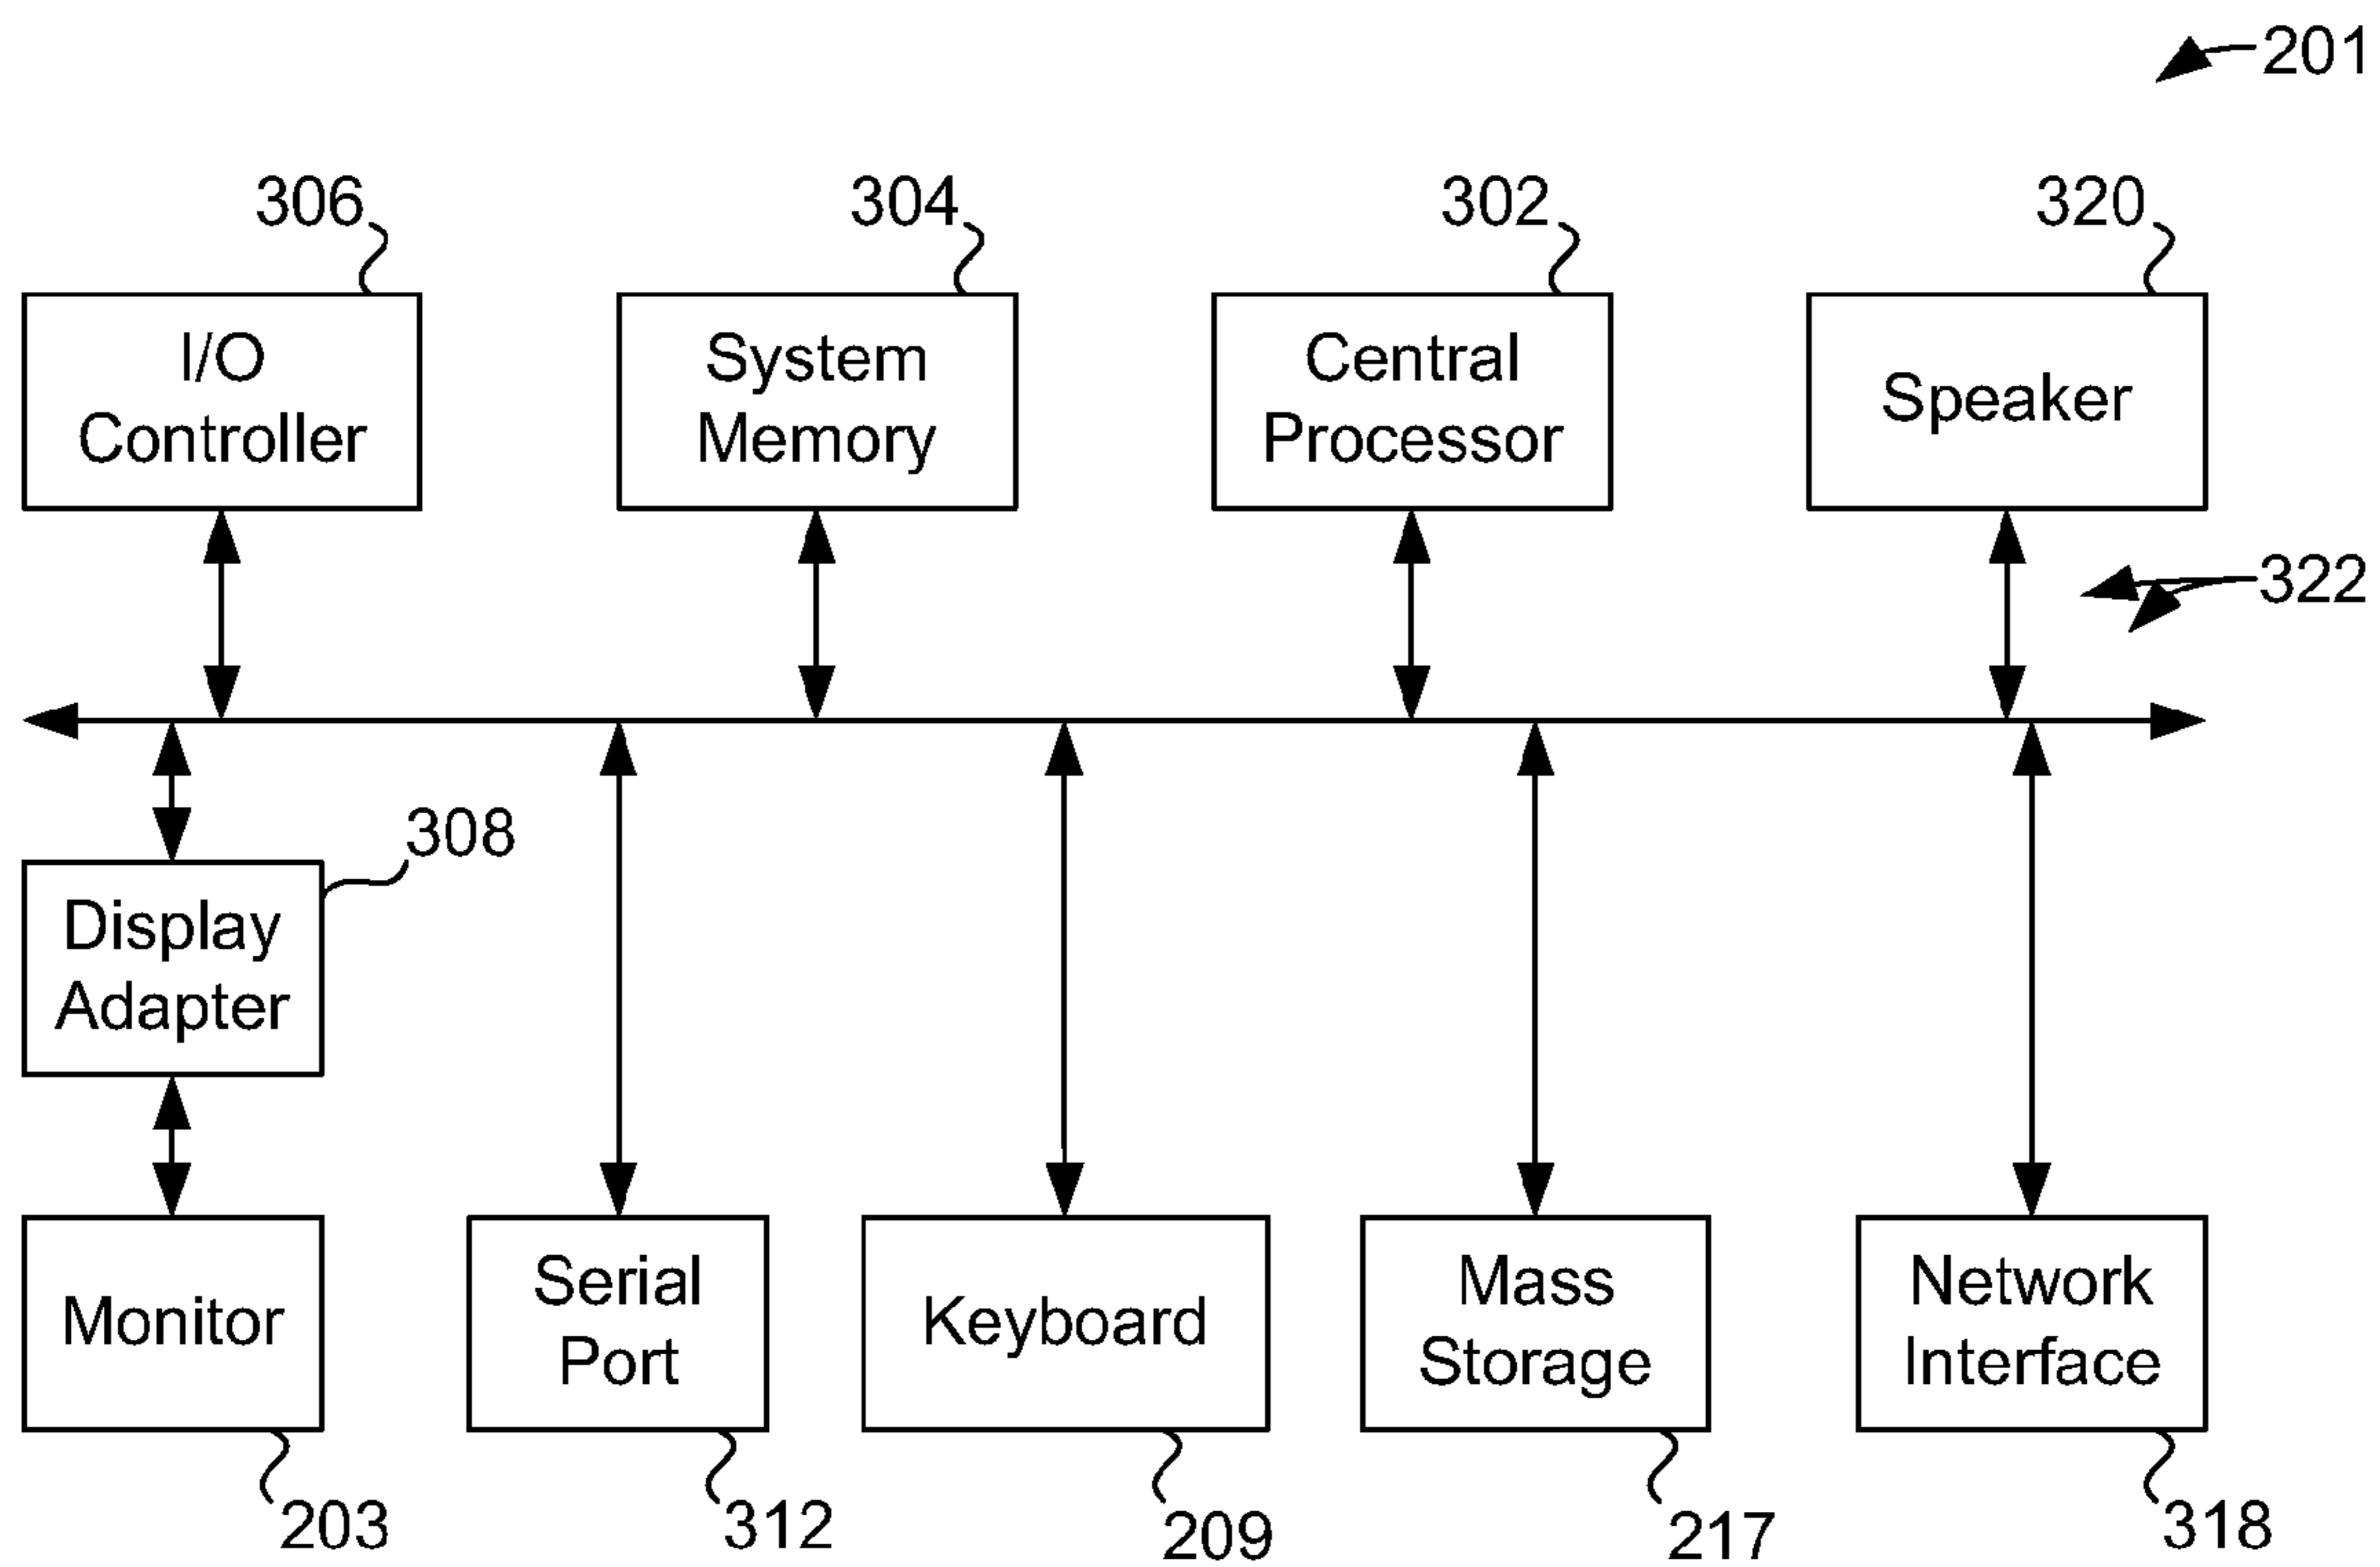 201
306
304
302
320
I/O
Controller
System
Memory
Central
Processor
Speaker
322
308
Display
Adapter
Monitor
Serial
Port
Keyboard
Mass
Storage
Network
Interface
203
312
209
217
318